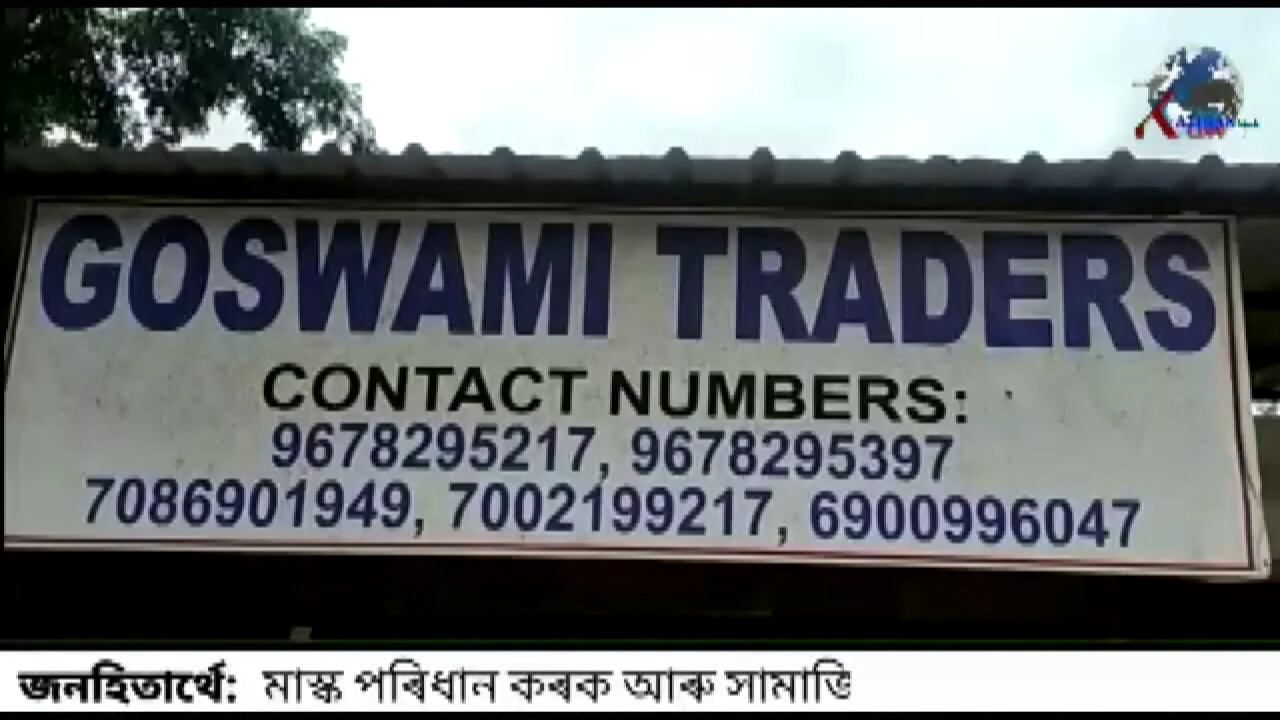 GOSWAMI TRADERS
CONTACT NUMBERS:
9678295217, 9678295397
7086901949, 7002199217, 6900996047
জনহিতাৰ্থে: মাস্ক পৰিধান কৰক আৰু